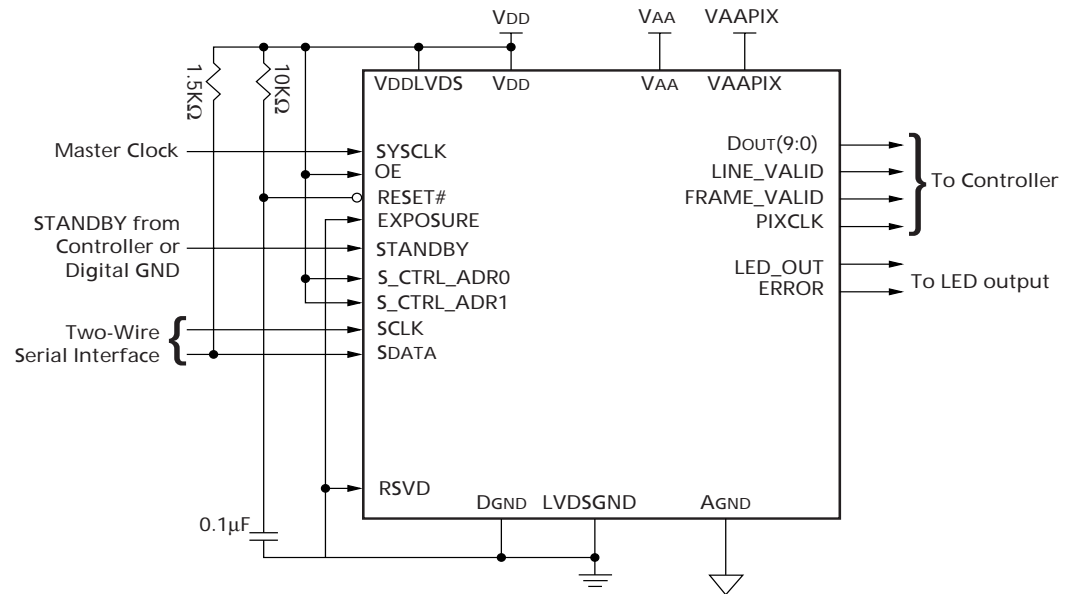 VDD VAA VAAPIX
1.5KΩ
10KΩ
VDDLVDS VDD VAA VAAPIX
Master Clock
SYSCLK
OE
RESET#
EXPOSURE
STANDBY from
Controller or
Digital GND
STANDBY
S_CTRL_ADR0
S_CTRL_ADR1
Two-Wire
Serial Interface
SCLK
SDATA
RSVD
DOUT(9:0)
LINE_VALID
FRAME_VALID
PIXCLK
To Controller
LED_OUT
ERROR
To LED output
0.1µF
DGND LVDSGND AGND